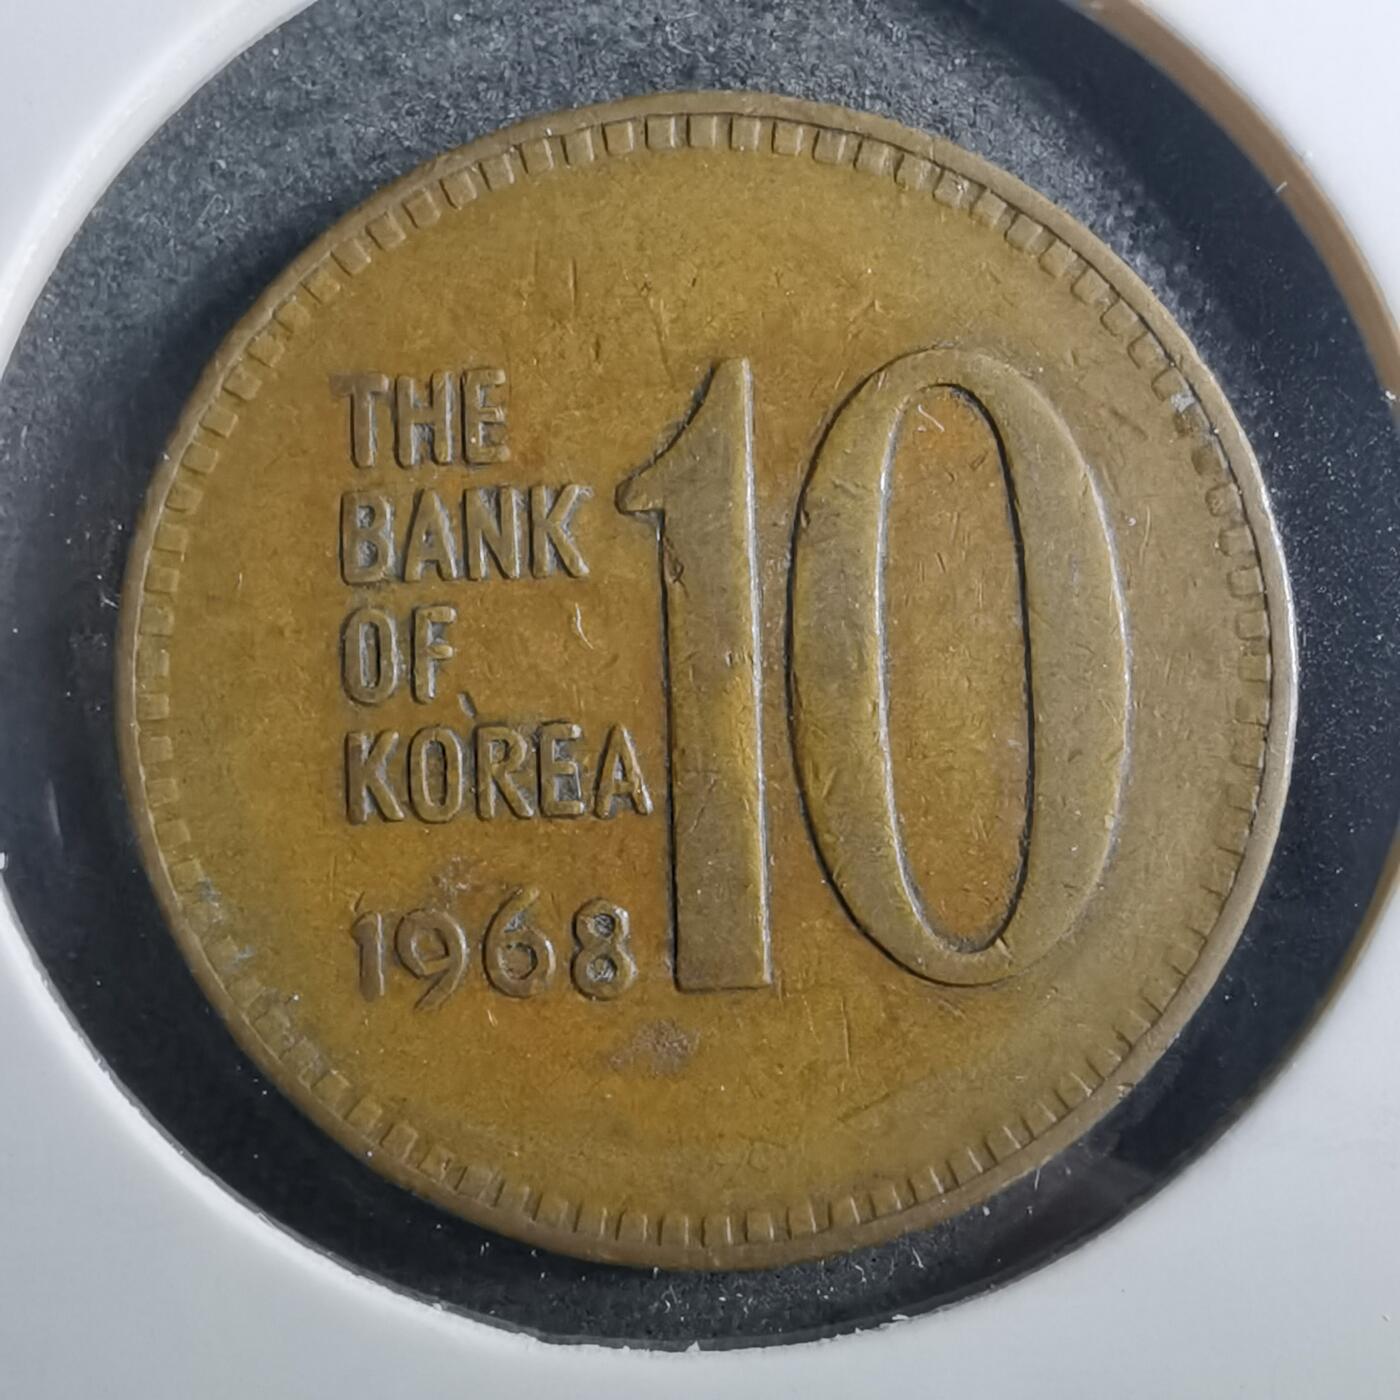 THE
BANK
OF
KOREA
1968
10